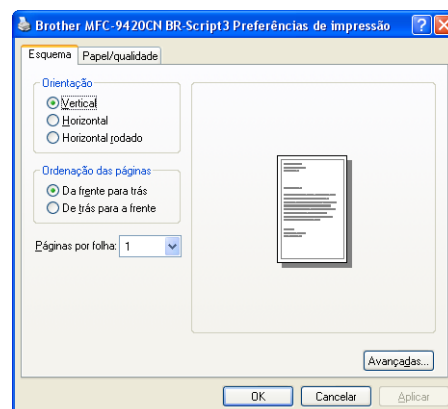 Brother MFC-9420CN BR-Script3 Preferências de impressão
Esquema Papel/qualidade
Orientação
Vertical
Horizontal
Horizontal rodado
Ordenação das páginas
Da frente para trás
De trás para a frente
Páginas por folha: 1
Avançadas...
OK Cancelar Aplicar